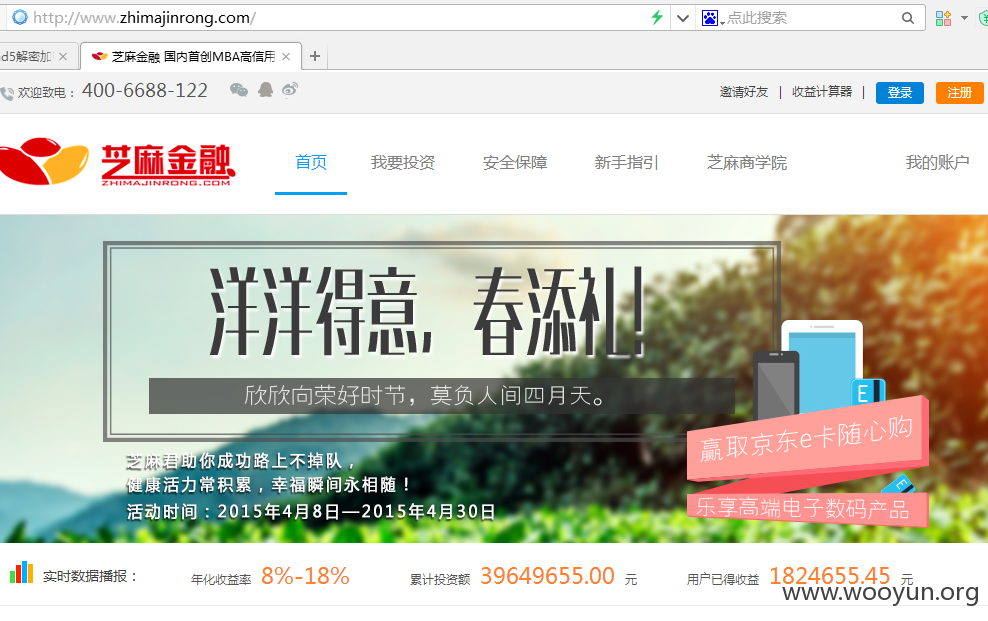 http://www.zhimajinrong.com/
点此搜索
d5解密加
芝麻金融 国内首创MBA高信用
欢迎致电： 400-6688-122
邀请好友 | 收益计算器 | 登录 注册
芝麻金融
ZHIMAJINRONG.COM
首页 我要投资 安全保障 新手指引 芝麻商学院 我的账户
洋洋得意，春添礼！
欣欣向荣好时节，莫负人间四月天。
E
赢取京东e卡随心购
E
乐享高端电子数码产品
芝麻君助你成功路上不掉队，
健康活力常积累，幸福瞬间永相随！
活动时间：2015年4月8日—2015年4月30日
实时数据播报： 年化收益率 8%-18% 累计投资额 39649655.00 元 用户已得收益 1824655.45 元
www.wooyun.org